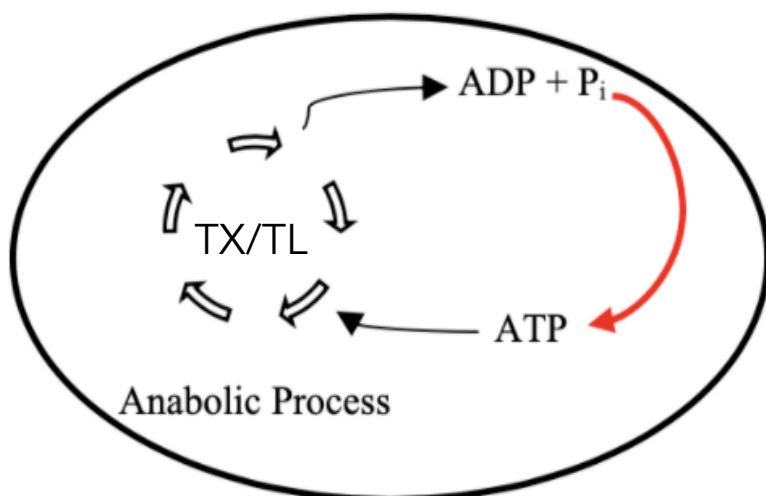 ADP + Pi
TX/TL
ATP
Anabolic Process